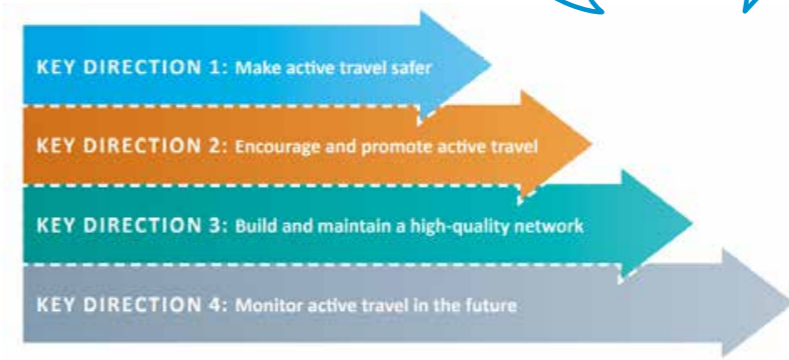 KEY DIRECTION 1: Make active travel safer
KEY DIRECTION 2: Encourage and promote active travel
KEY DIRECTION 3: Build and maintain a high-quality network
KEY DIRECTION 4: Monitor active travel in the future